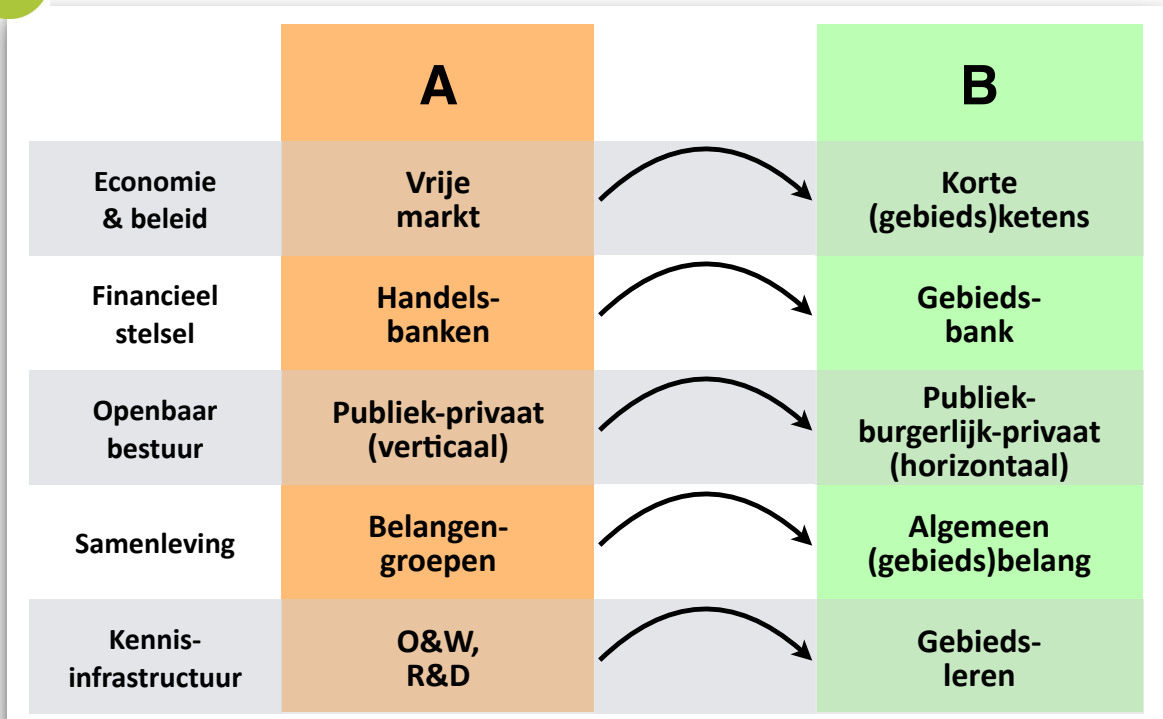 A
B
Economie
& beleid
Vrije
markt
Korte
(gebieds)ketens
Financieel
stelsel
Handels-
banken
Gebieds-
bank
Openbaar
bestuur
Publiek-privaat
(verticaal)
Publiek-
burgerlijk-privaat
(horizontaal)
Samenleving
Belangen-
groepen
Algemeen
(gebieds)belang
Kennis-
infrastructuur
O&W,
R&D
Gebieds-
leren